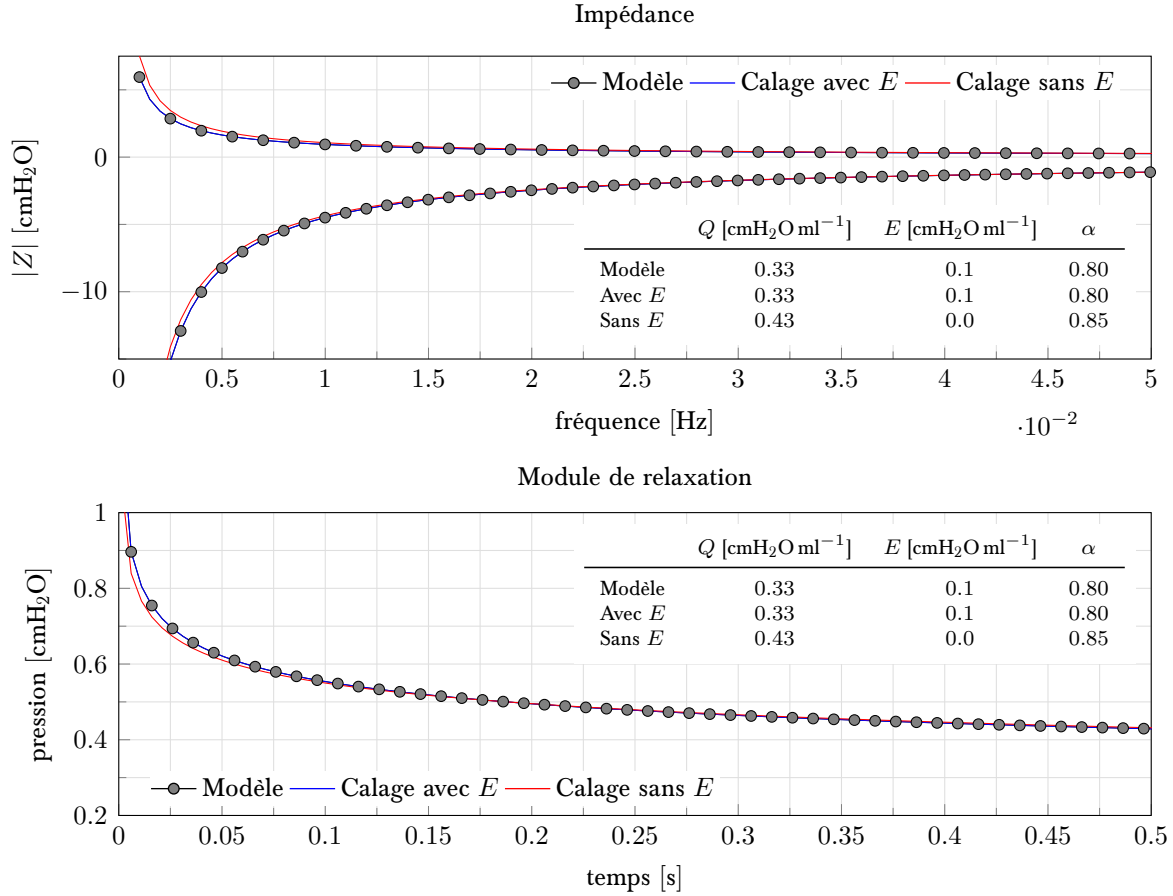 Impédance
Modèle Calage avec E Calage sans E
|Z| [cmH₂O]
0
−10
Q [cmH₂O ml⁻¹] E [cmH₂O ml⁻¹] α
Modèle 0.33 0.1 0.80
Avec E 0.33 0.1 0.80
Sans E 0.43 0.0 0.85
0 0.5 1 1.5 2 2.5 3 3.5 4 4.5 5
fréquence [Hz] ·10⁻²
Module de relaxation
pression [cmH₂O]
1
0.8
0.6
0.4
0.2
Q [cmH₂O ml⁻¹] E [cmH₂O ml⁻¹] α
Modèle 0.33 0.1 0.80
Avec E 0.33 0.1 0.80
Sans E 0.43 0.0 0.85
Modèle Calage avec E Calage sans E
0 0.05 0.1 0.15 0.2 0.25 0.3 0.35 0.4 0.45 0.5
temps [s]